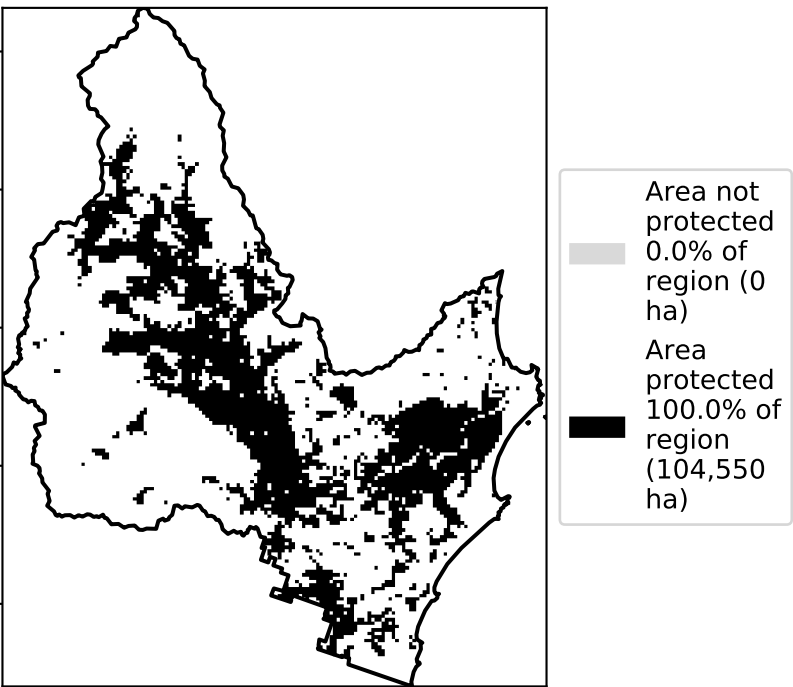 Area not
protected
0.0% of
region (0
ha)
Area
protected
100.0% of
region
(104,550
ha)